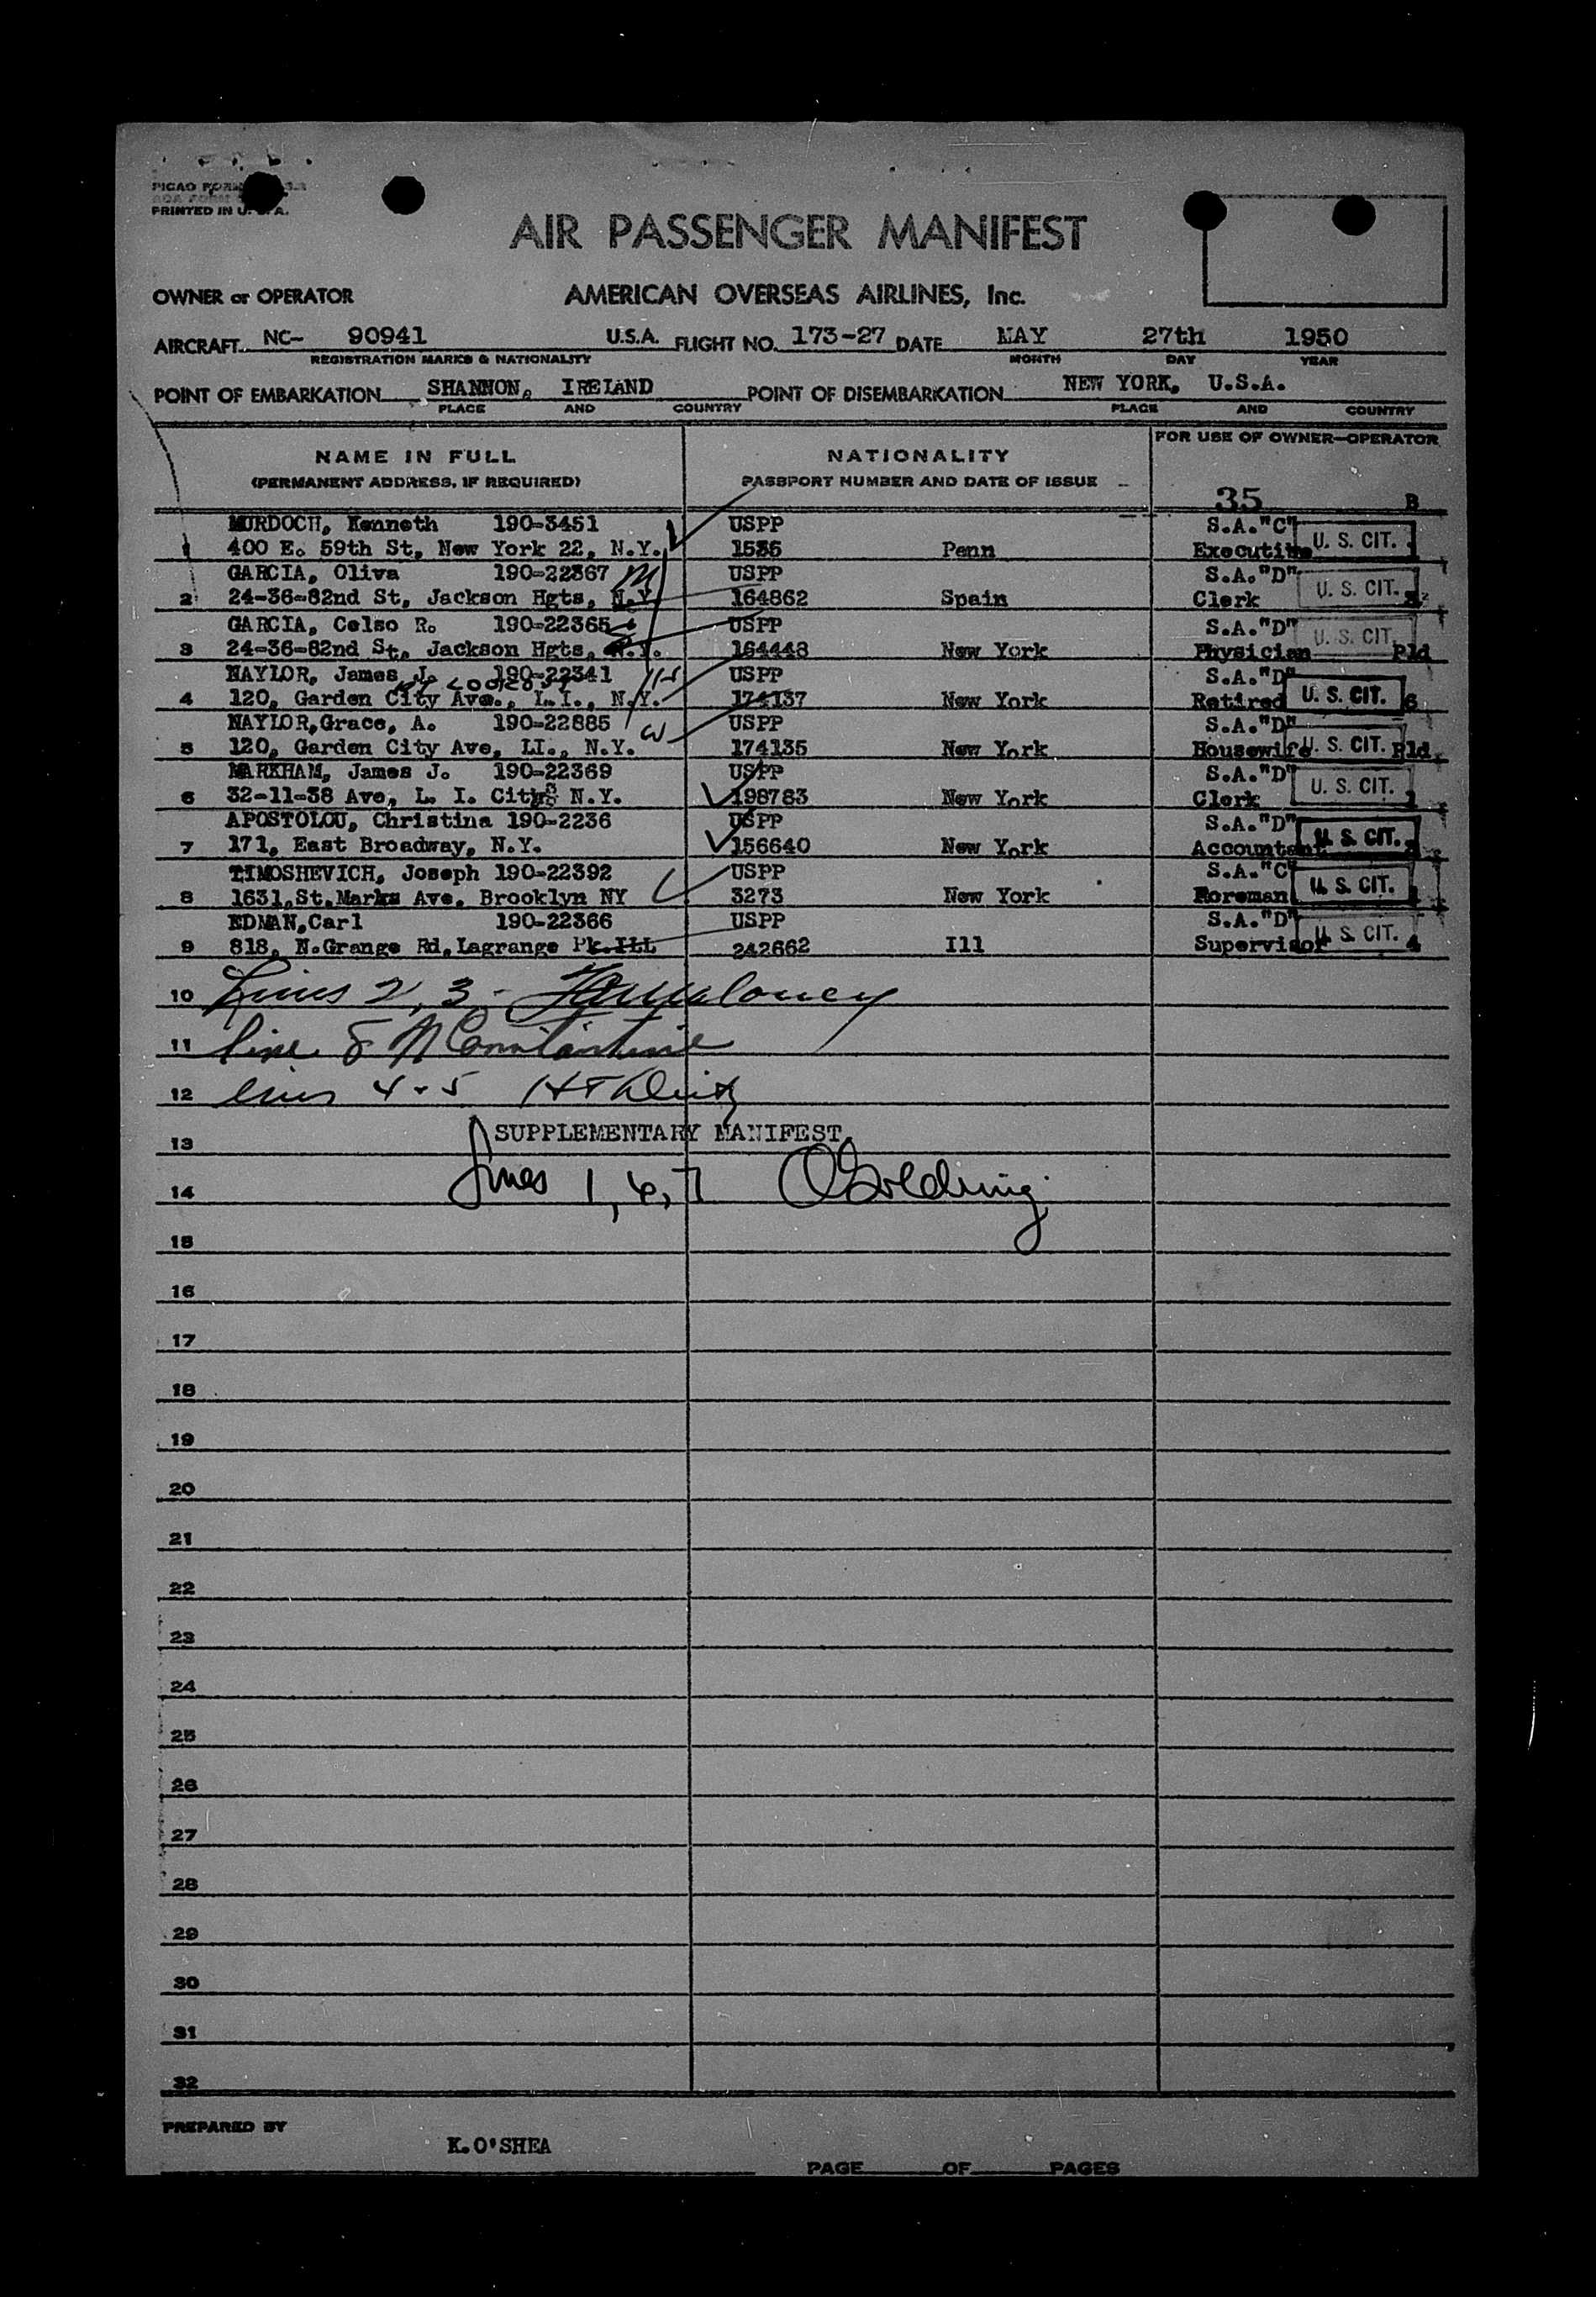 PICAO FORM
PRINTED IN U. S. A.
AIR PASSENGER MANIFEST
OWNER or OPERATOR AMERICAN OVERSEAS AIRLINES, Inc.
AIRCRAFT NC- 90941 U.S.A. FLIGHT NO. 173-27 DATE MAY 27th 1950
REGISTRATION MARKS & NATIONALITY MONTH DAY YEAR
POINT OF EMBARKATION SHANNON, IRELAND POINT OF DISEMBARKATION NEW YORK, U.S.A.
PLACE AND COUNTRY PLACE AND COUNTRY
NAME IN FULL NATIONALITY FOR USE OF OWNER—OPERATOR
(PERMANENT ADDRESS, IF REQUIRED) PASSPORT NUMBER AND DATE OF ISSUE
35 B
MURDOCH, Kenneth 190-3451 USPP S.A."C"
1 400 E. 59th St, New York 22, N.Y. 1536 Penn Executive U. S. CIT.
GARCIA, Oliva 190-22367 M USPP S.A."D"
2 24-36-82nd St, Jackson Hgts, N.Y. 164862 Spain Clerk U. S. CIT.
GARCIA, Celso R. 190-22365 USPP S.A."D"
3 24-36-82nd St, Jackson Hgts, N.Y. 164448 New York Physician U. S. CIT. Pld
NAYLOR, James J. 190-22341 USPP S.A."D"
4 120, Garden City Ave., L.I., N.Y. 174137 New York Retired U. S. CIT. 6
NAYLOR,Grace, A. 190-22885 USPP S.A."D"
5 120, Garden City Ave, LI., N.Y. W 174135 New York Housewife U. S. CIT. Pld.
MARKHAM, James J. 190-22369 USPP S.A."D"
6 32-11-38 Ave, L. I. City N.Y. 198783 New York Clerk U. S. CIT. 1
APOSTOLOU, Christina 190-2236 USPP S.A."D"
7 171, East Broadway, N.Y. 156640 New York Accountant U. S. CIT.
TIMOSHEVICH, Joseph 190-22392 USPP S.A."C"
8 1631,St.Marks Ave, Brooklyn NY 3273 New York Foreman U. S. CIT.
EDMAN,Carl 190-22366 USPP S.A."D"
9 818, N.Grange Rd,Lagrange Pk.Ill 242662 Ill Supervisor U. S. CIT. 4
10 Lines 2, 3 -
11 line 8 N Constantine
12 lines 4-5
13 SUPPLEMENTARY MANIFEST.
14 Lines 1, 6, 7 O Goldring
15
16
17
18
19
20
21
22
23
24
25
26
27
28
29
30
31
32
PREPARED BY
K.O'SHEA
PAGE OF PAGES